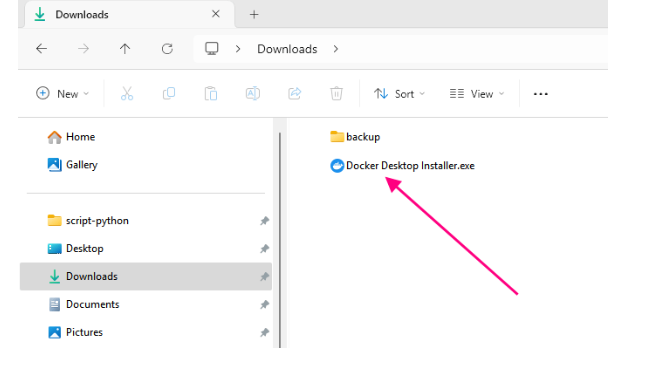 Downloads
Downloads
New
Sort
View
Home
Gallery
script-python
Desktop
Downloads
Documents
Pictures
backup
Docker Desktop Installer.exe